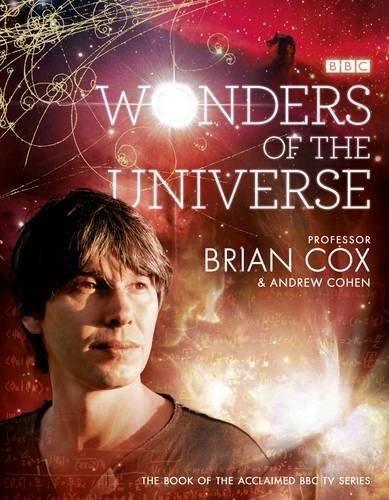 BBC
WONDERS
OF THE
UNIVERSE
PROFESSOR
BRIAN COX
& ANDREW COHEN
THE BOOK OF THE ACCLAIMED BBC TV SERIES